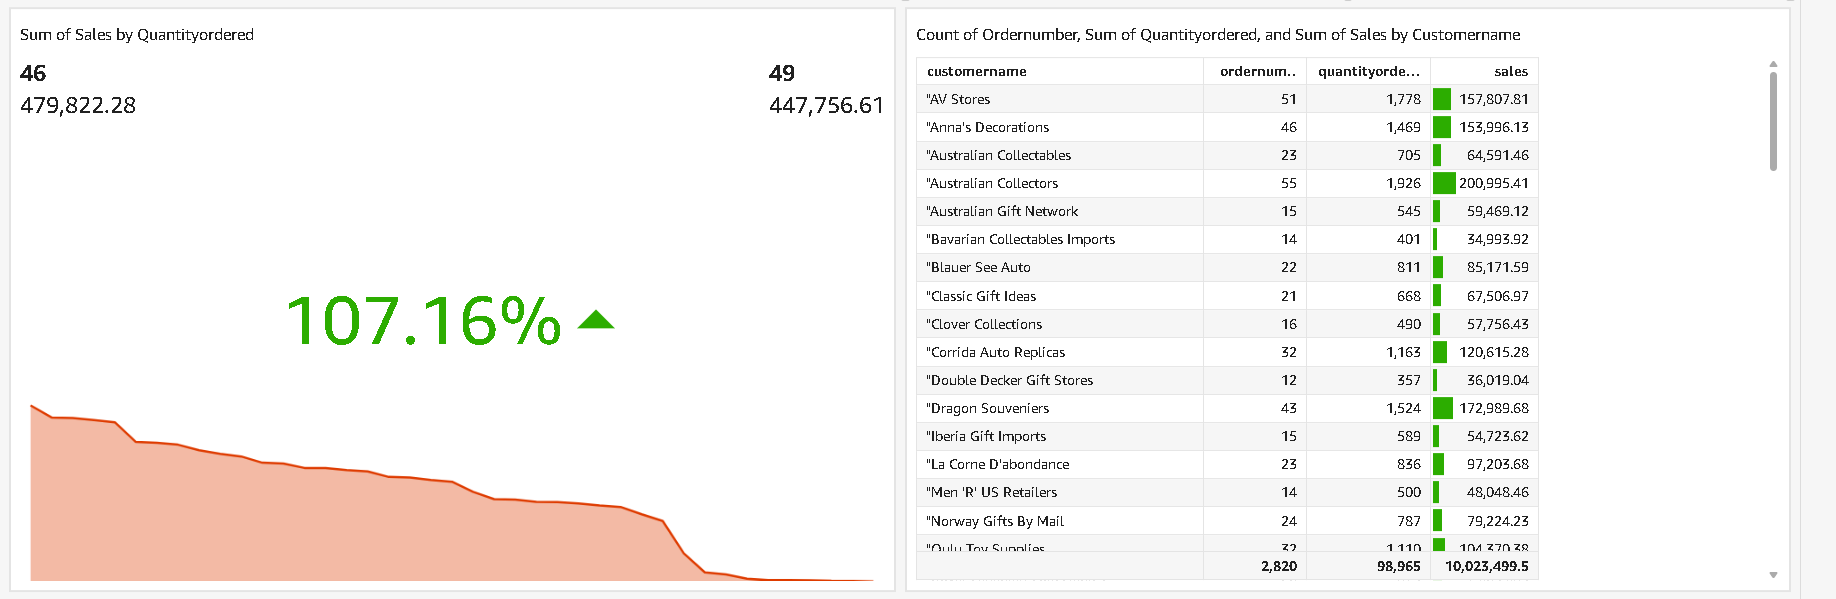 Sum of Sales by Quantityordered
46 49
479,822.28 447,756.61
107.16%
Count of Ordernumber, Sum of Quantityordered, and Sum of Sales by Customername
customername ordernum.. quantityorde... sales
"AV Stores 51 1,778 157,807.81
"Anna's Decorations 46 1,469 153,996.13
"Australian Collectables 23 705 64,591.46
"Australian Collectors 55 1,926 200,995.41
"Australian Gift Network 15 545 59,469.12
"Bavarian Collectables Imports 14 401 34,993.92
"Blauer See Auto 22 811 85,171.59
"Classic Gift Ideas 21 668 67,506.97
"Clover Collections 16 490 57,756.43
"Corrida Auto Replicas 32 1,163 120,615.28
"Double Decker Gift Stores 12 357 36,019.04
"Dragon Souveniers 43 1,524 172,989.68
"Iberia Gift Imports 15 589 54,723.62
"La Corne D'abondance 23 836 97,203.68
"Men 'R' US Retailers 14 500 48,048.46
"Norway Gifts By Mail 24 787 79,224.23
"Oulu Toy Supplies 32 1,110 104,370.38
2,820 98,965 10,023,499.5